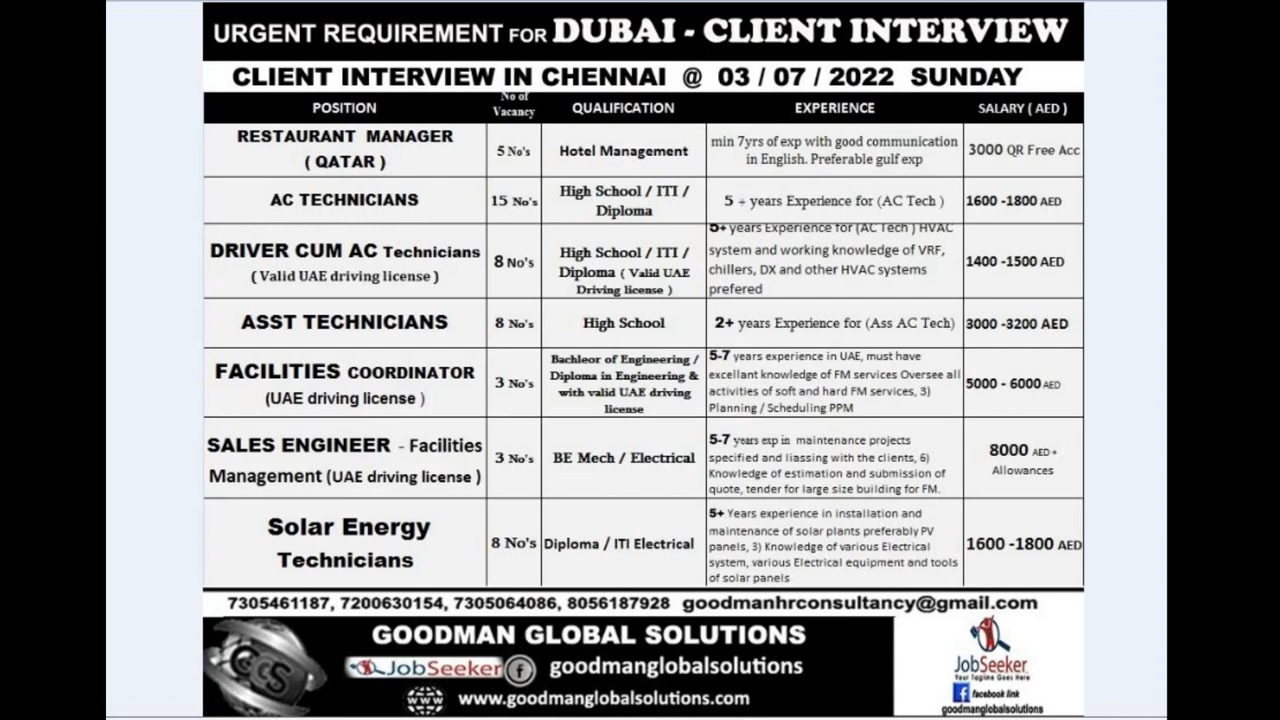 URGENT REQUIREMENT FOR DUBAI - CLIENT INTERVIEW
CLIENT INTERVIEW IN CHENNAI @ 03 / 07 / 2022 SUNDAY
POSITION
No of
Vacancy
QUALIFICATION
EXPERIENCE
SALARY ( AED )
RESTAURANT MANAGER
( QATAR )
5 No's
Hotel Management
min 7yrs of exp with good communication
in English. Preferable gulf exp
3000 QR Free Acc
AC TECHNICIANS
15 No's
High School / ITI /
Diploma
5 + years Experience for (AC Tech )
1600 -1800 AED
DRIVER CUM AC Technicians
( Valid UAE driving license )
8 No's
High School / ITI /
Diploma ( Valid UAE
Driving license )
5+ years Experience for (AC Tech ) HVAC
system and working knowledge of VRF,
chillers, DX and other HVAC systems
prefered
1400 -1500 AED
ASST TECHNICIANS
8 No's
High School
2+ years Experience for (Ass AC Tech)
3000 -3200 AED
FACILITIES COORDINATOR
(UAE driving license )
3 No's
Bachleor of Engineering /
Diploma in Engineering &
with valid UAE driving
license
5-7 years experience in UAE, must have
excellent knowledge of FM services Oversee all
activities of soft and hard FM services, 3)
Planning / Scheduling PPM
5000 - 6000 AED
SALES ENGINEER - Facilities
Management (UAE driving license )
3 No's
BE Mech / Electrical
5-7 years exp in maintenance projects
specified and liassing with the clients, 6)
Knowledge of estimation and submission of
quote, tender for large size building for FM.
8000 AED +
Allowances
Solar Energy
Technicians
8 No's
Diploma / ITI Electrical
5+ Years experience in installation and
maintenance of solar plants preferably PV
panels, 3) Knowledge of various Electrical
system, various Electrical equipment and tools
of solar panels
1600 -1800 AED
7305461187, 7200630154, 7305064086, 8056187928 goodmanhrconsultancy@gmail.com
GGS
GOODMAN GLOBAL SOLUTIONS
JobSeeker f goodmanglobalsolutions
www www.goodmanglobalsolutions.com
JobSeeker
Your Tagline Goes Here
f facebook link
goodmanglobalsolutions